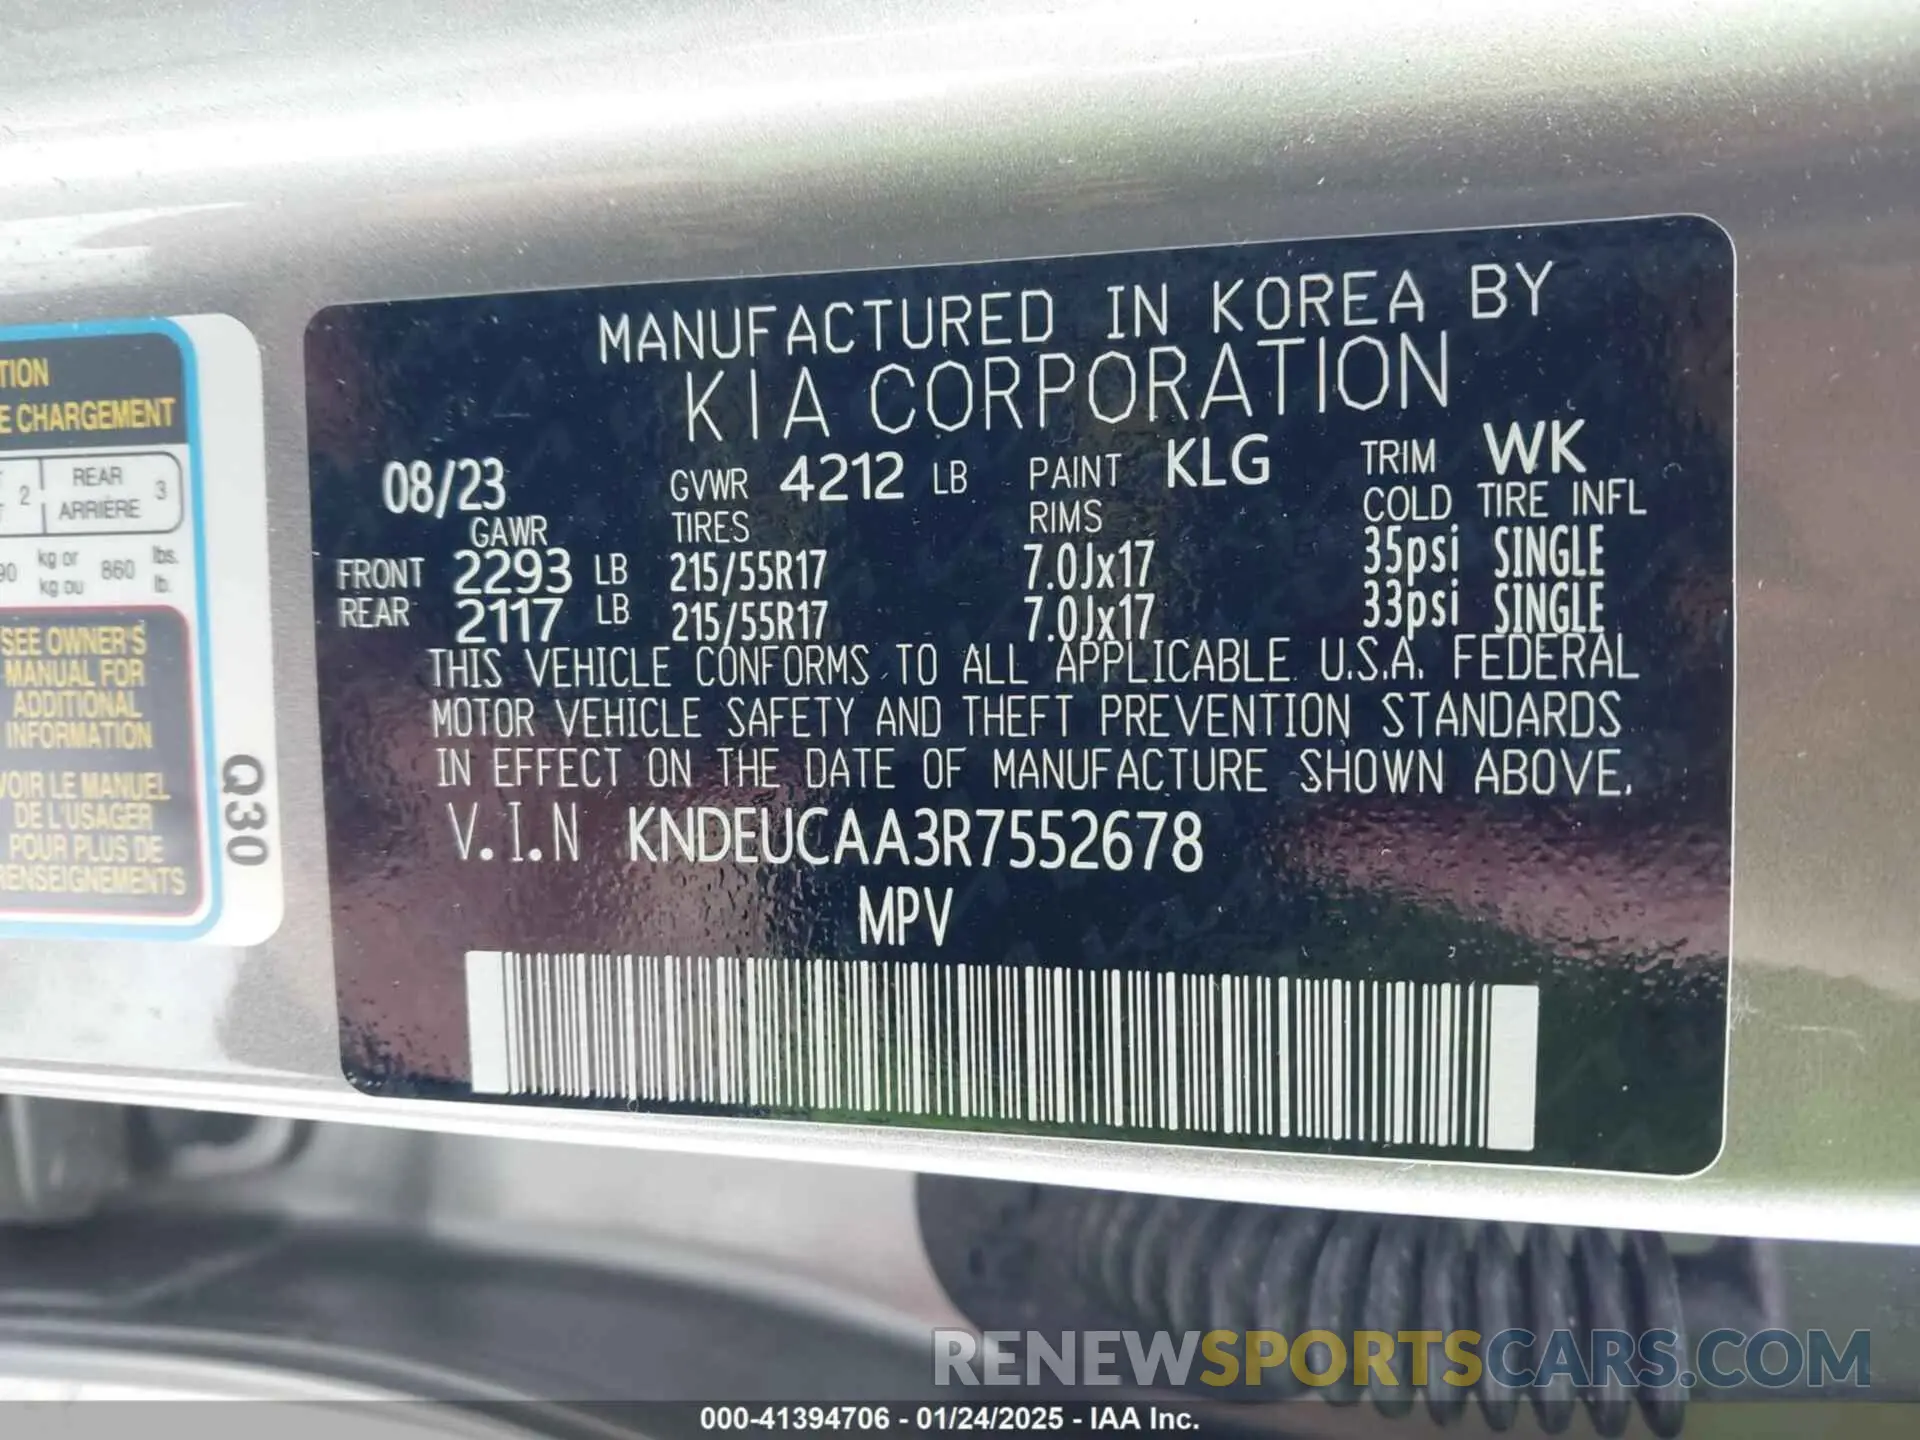 TION
E CHARGEMENT
REAR
2
ARRIÈRE 3
90 kg or 860 lbs.
kg ou lb.
SEE OWNER'S
MANUAL FOR
ADDITIONAL
INFORMATION
VOIR LE MANUEL
DE L'USAGER
POUR PLUS DE
RENSEIGNEMENTS
Q30
MANUFACTURED IN KOREA BY
KIA CORPORATION
08/23 GVWR 4212 LB PAINT KLG TRIM WK
GAWR TIRES RIMS COLD TIRE INFL
FRONT 2293 LB 215/55R17 7.0Jx17 35psi SINGLE
REAR 2117 LB 215/55R17 7.0Jx17 33psi SINGLE
THIS VEHICLE CONFORMS TO ALL APPLICABLE U.S.A. FEDERAL
MOTOR VEHICLE SAFETY AND THEFT PREVENTION STANDARDS
IN EFFECT ON THE DATE OF MANUFACTURE SHOWN ABOVE.
V.I.N KNDEUCAA3R7552678
MPV
RENEWSPORTSCARS.COM
000-41394706 - 01/24/2025 - IAA Inc.